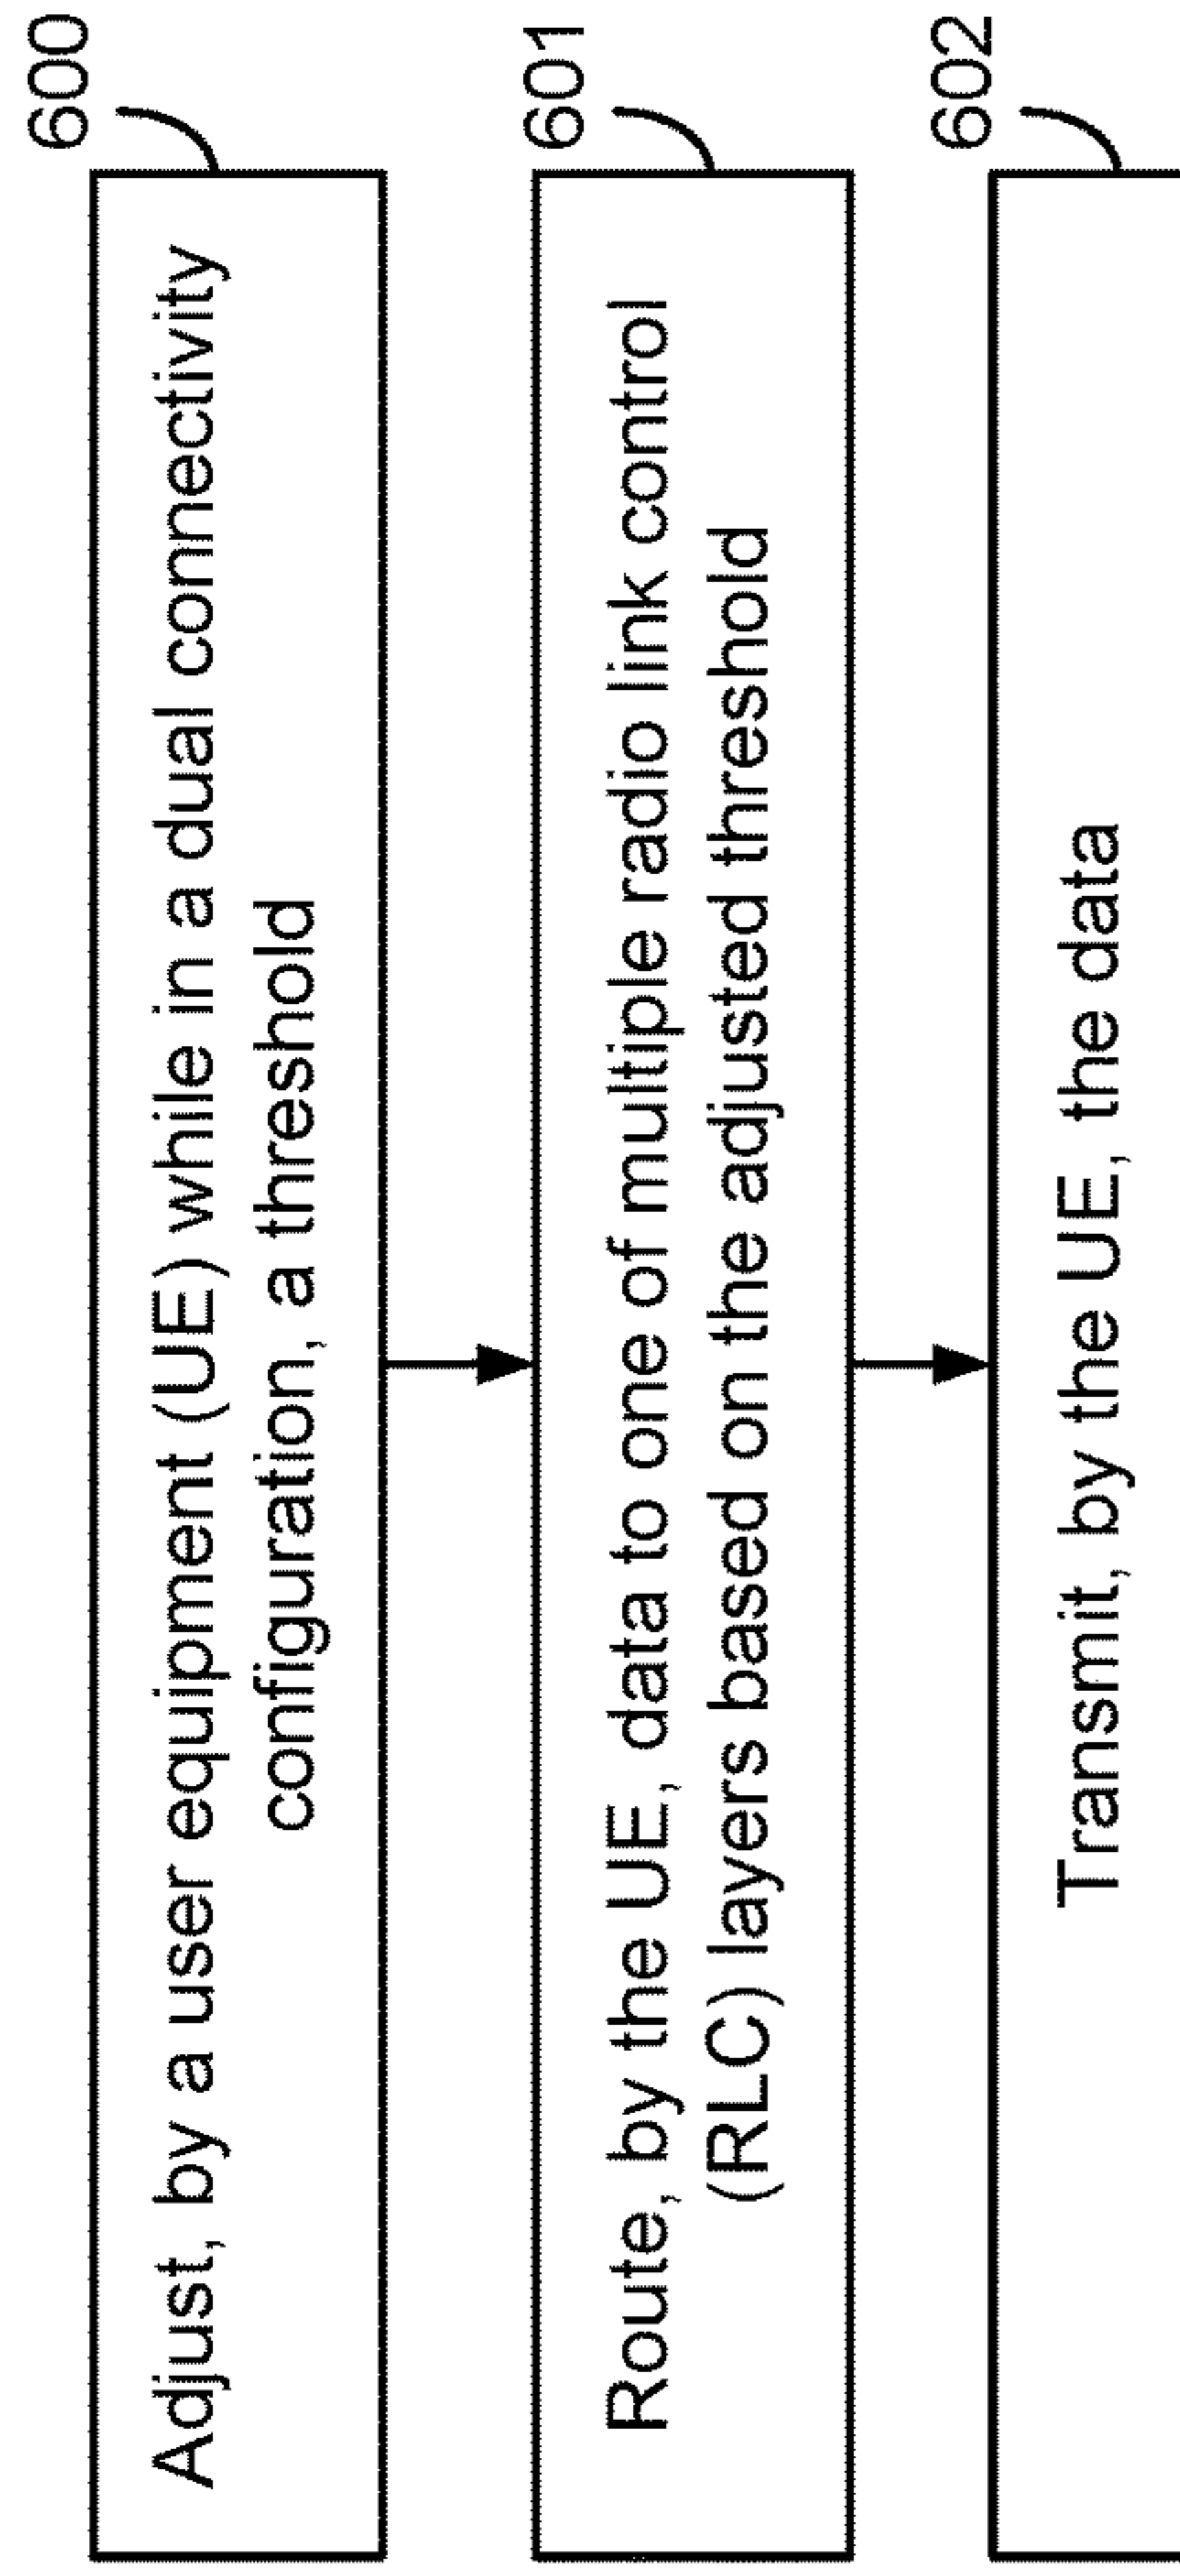 600
Adjust, by a user equipment (UE) while in a dual connectivity
configuration, a threshold
601
Route, by the UE, data to one of multiple radio link control
(RLC) layers based on the adjusted threshold
602
Transmit, by the UE, the data